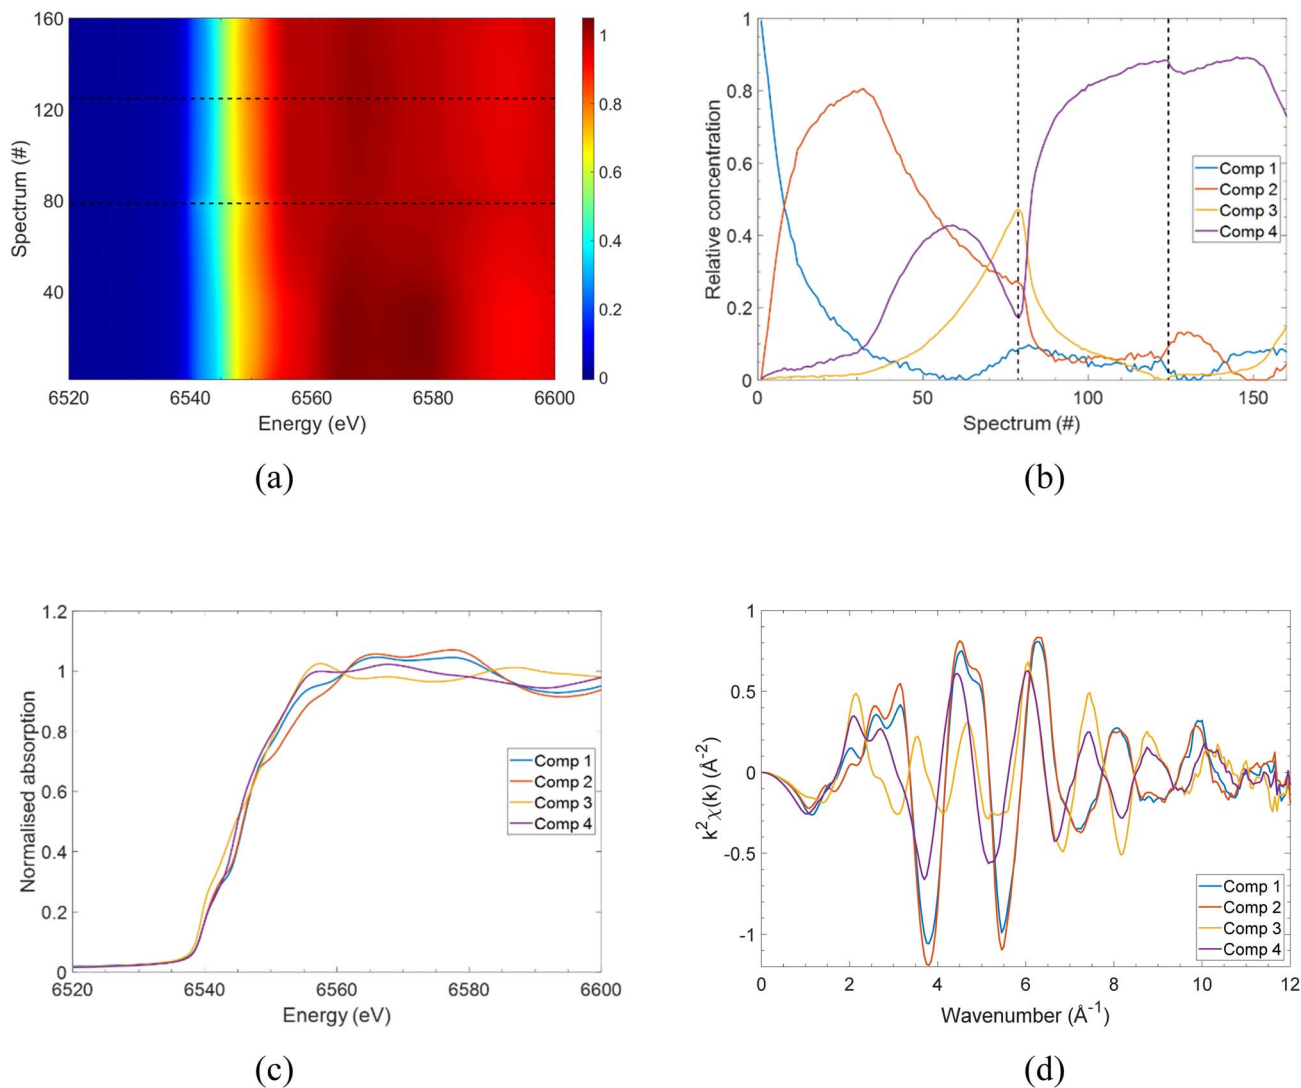 160
120
80
40
Spectrum (#)
6520 6540 6560 6580 6600
Energy (eV)
1
0.8
0.6
0.4
0.2
0
(a)
1
0.8
0.6
0.4
0.2
0
Relative concentration
Comp 1
Comp 2
Comp 3
Comp 4
0 50 100 150
Spectrum (#)
(b)
1.2
1
0.8
0.6
0.4
0.2
0
Normalised absorption
Comp 1
Comp 2
Comp 3
Comp 4
6520 6540 6560 6580 6600
Energy (eV)
(c)
1
0.5
0
-0.5
-1
k²χ(k) (Å⁻²)
Comp 1
Comp 2
Comp 3
Comp 4
0 2 4 6 8 10 12
Wavenumber (Å⁻¹)
(d)